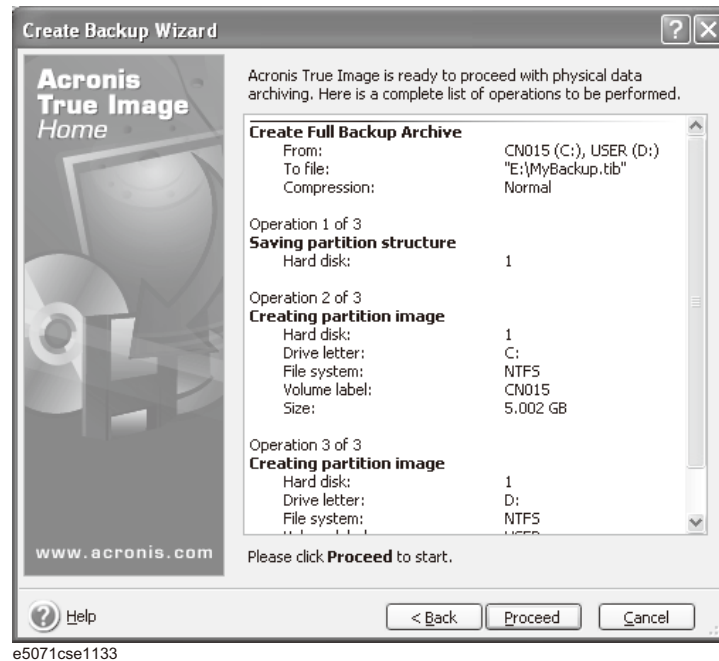 Create Backup Wizard
Acronis
True Image
Home
Acronis True Image is ready to proceed with physical data
archiving. Here is a complete list of operations to be performed.
Create Full Backup Archive
From: CN015 (C:), USER (D:)
To file: "E:\MyBackup.tib"
Compression: Normal
Operation 1 of 3
Saving partition structure
Hard disk: 1
Operation 2 of 3
Creating partition image
Hard disk: 1
Drive letter: C:
File system: NTFS
Volume label: CN015
Size: 5.002 GB
Operation 3 of 3
Creating partition image
Hard disk: 1
Drive letter: D:
File system: NTFS
www.acronis.com
Please click Proceed to start.
Help
< Back
Proceed
Cancel
e5071cse1133